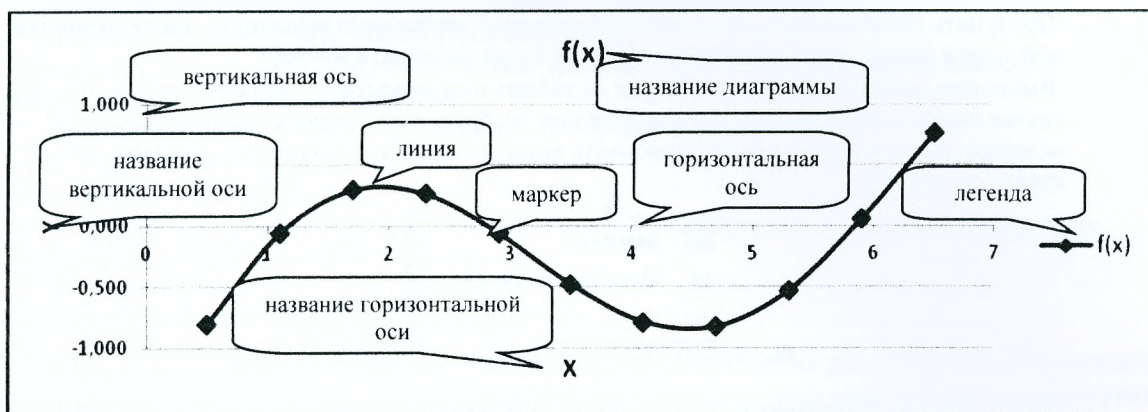 f(x)
вертикальная ось
название диаграммы
1.000
название
вертикальной оси
линия
маркер
горизонтальная
ось
легенда
0,000
0 1 2 3 4 5 6 7
f(x)
-0,500
название горизонтальной
оси
-1.000
X